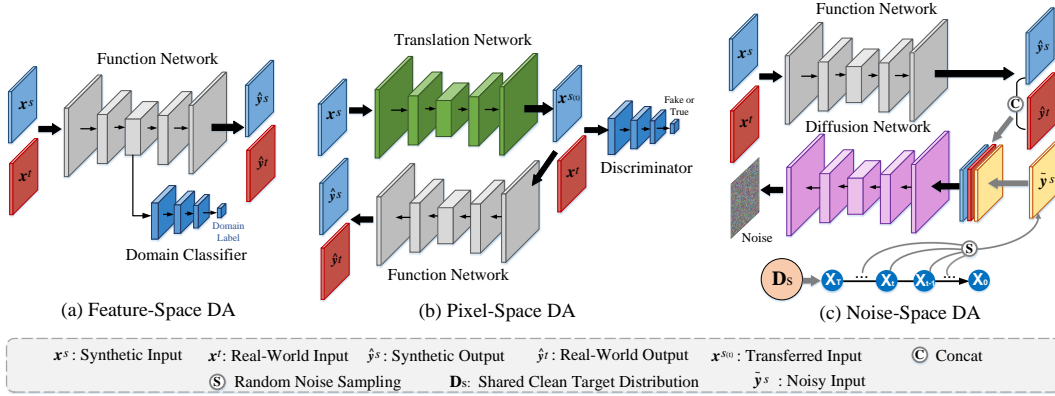 Function Network
x^s
x^t
ŷ^s
ŷ^t
Domain Label
Domain Classifier
(a) Feature-Space DA
Translation Network
x^s
x^s(t)
Fake or True
x^t
Discriminator
ŷ^s
ŷ^t
Function Network
(b) Pixel-Space DA
Function Network
x^s
x^t
ŷ^s
ŷ^t
C
Diffusion Network
ỹ^s
Noise
S
D_S
X_T
...
X_t
X_t-1
...
X_0
(c) Noise-Space DA
x^s : Synthetic Input x^t : Real-World Input ŷ^s : Synthetic Output ŷ^t : Real-World Output x^s(t) : Transferred Input C : Concat
S : Random Noise Sampling D_S: Shared Clean Target Distribution ỹ^s : Noisy Input